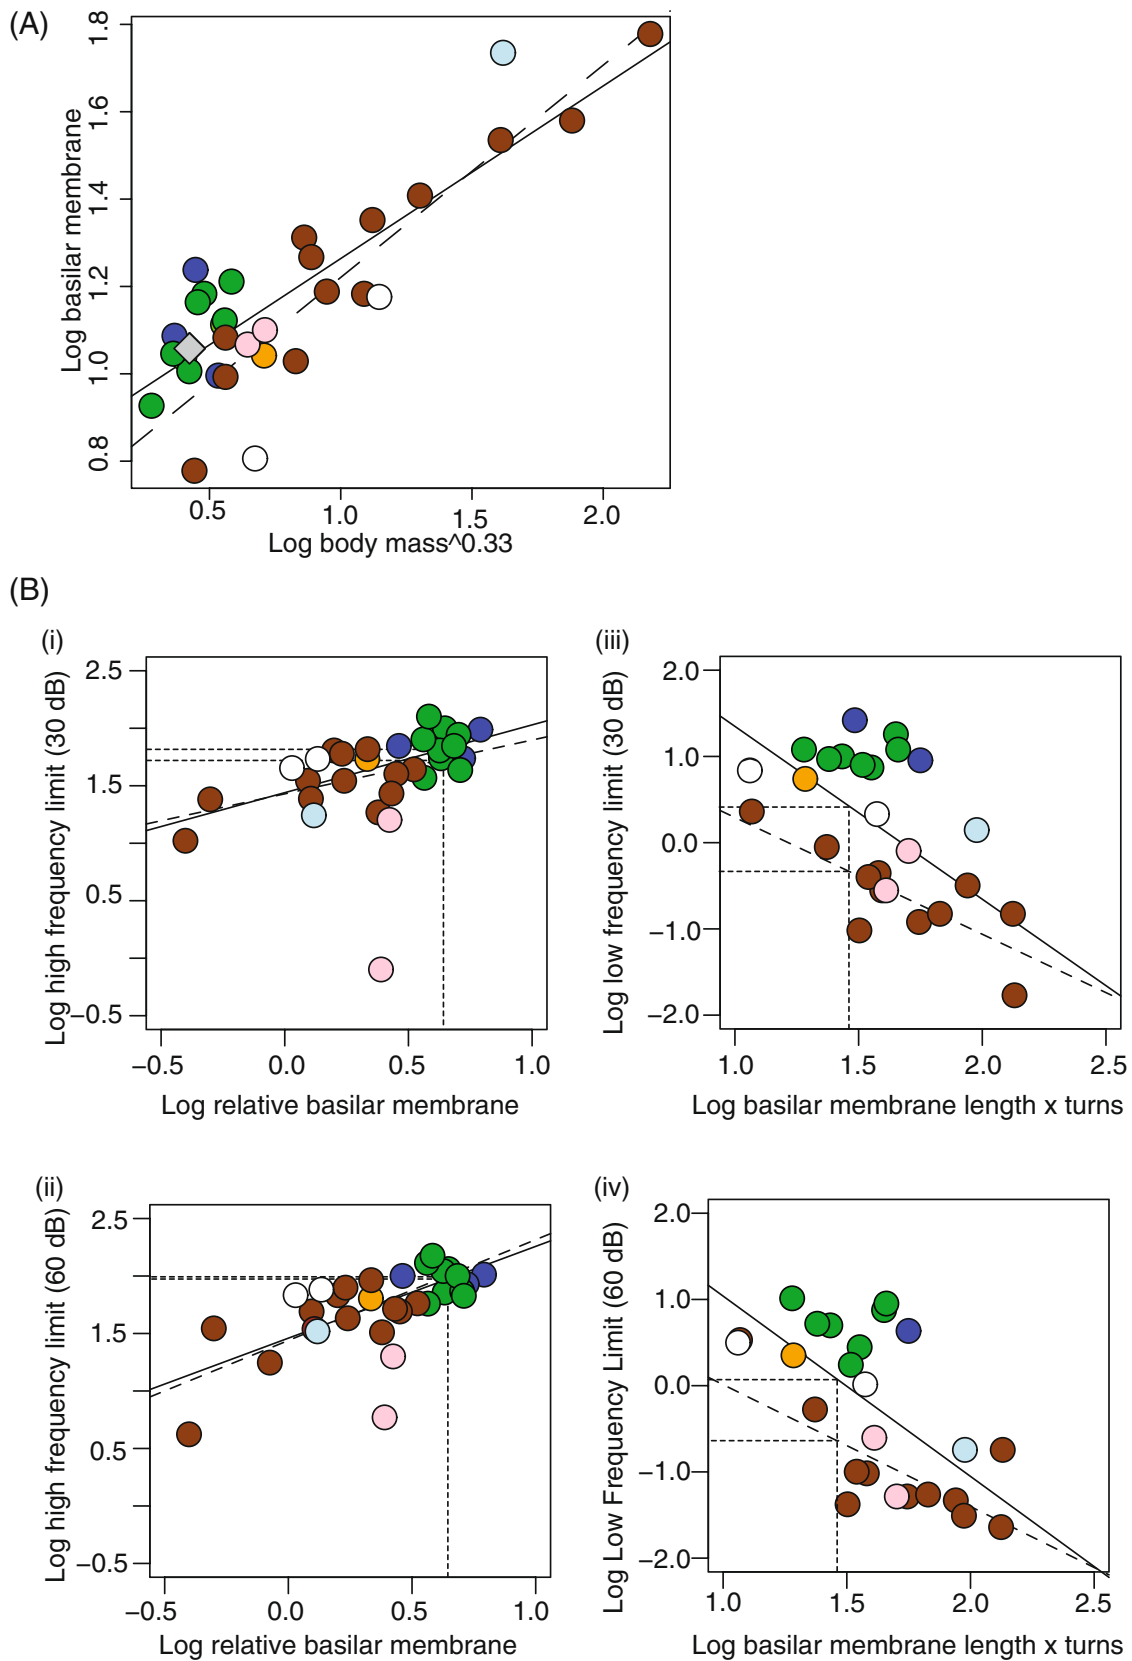 (A)
Log basilar membrane
1.8
1.6
1.4
1.2
1.0
0.8
0.5 1.0 1.5 2.0
Log body mass^0.33
(B)
(i)
Log high frequency limit (30 dB)
2.5
1.5
0.5
−0.5
−0.5 0.0 0.5 1.0
Log relative basilar membrane
(iii)
Log low frequency limit (30 dB)
2.0
1.0
0.0
−1.0
−2.0
1.0 1.5 2.0 2.5
Log basilar membrane length x turns
(ii)
Log high frequency limit (60 dB)
2.5
1.5
0.5
−0.5
−0.5 0.0 0.5 1.0
Log relative basilar membrane
(iv)
Log Low Frequency Limit (60 dB)
2.0
1.0
0.0
−1.0
−2.0
1.0 1.5 2.0 2.5
Log basilar membrane length x turns